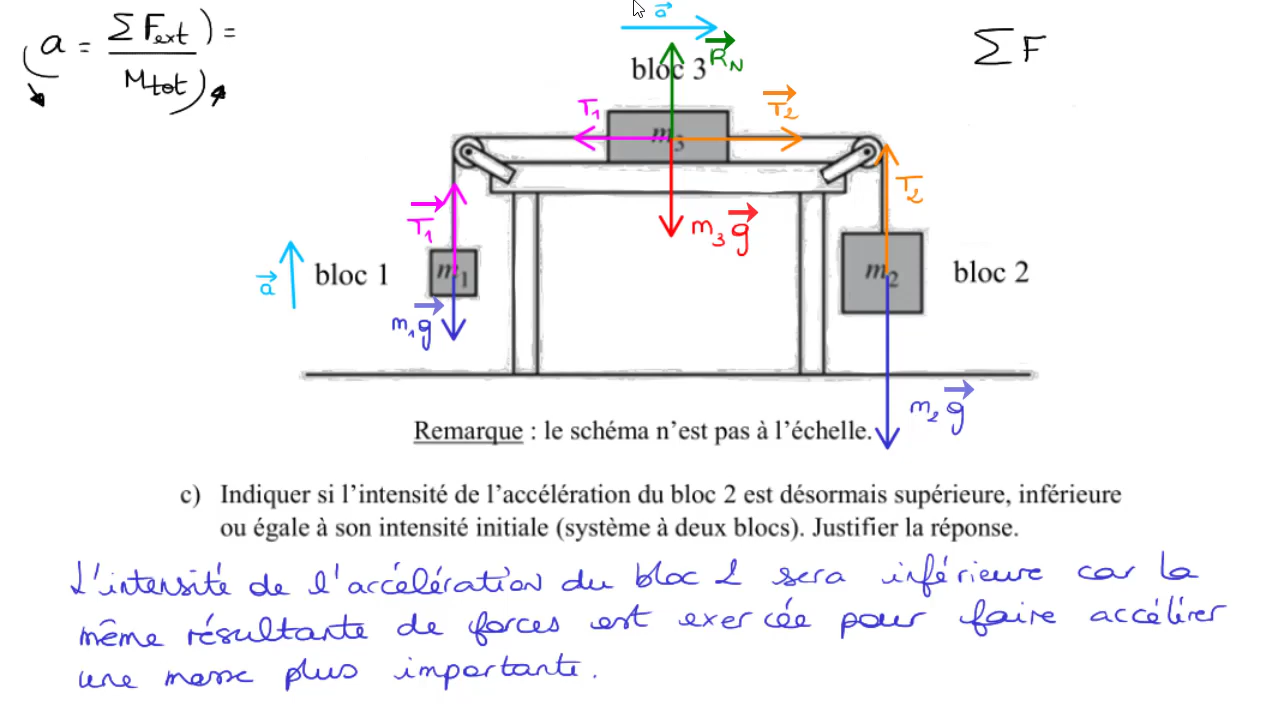 a = ΣFext / Mtot =
ΣF
a
bloc 3
RN
T1
T2
m3
T1
T2
m3g
a
bloc 1
m1
m2
bloc 2
m1g
m2g
Remarque : le schéma n'est pas à l'échelle.
c) Indiquer si l'intensité de l'accélération du bloc 2 est désormais supérieure, inférieure
ou égale à son intensité initiale (système à deux blocs). Justifier la réponse.
L'intensité de l'accélération du bloc 2 sera inférieure car la
même résultante de forces est exercée pour faire accélérer
une masse plus importante.